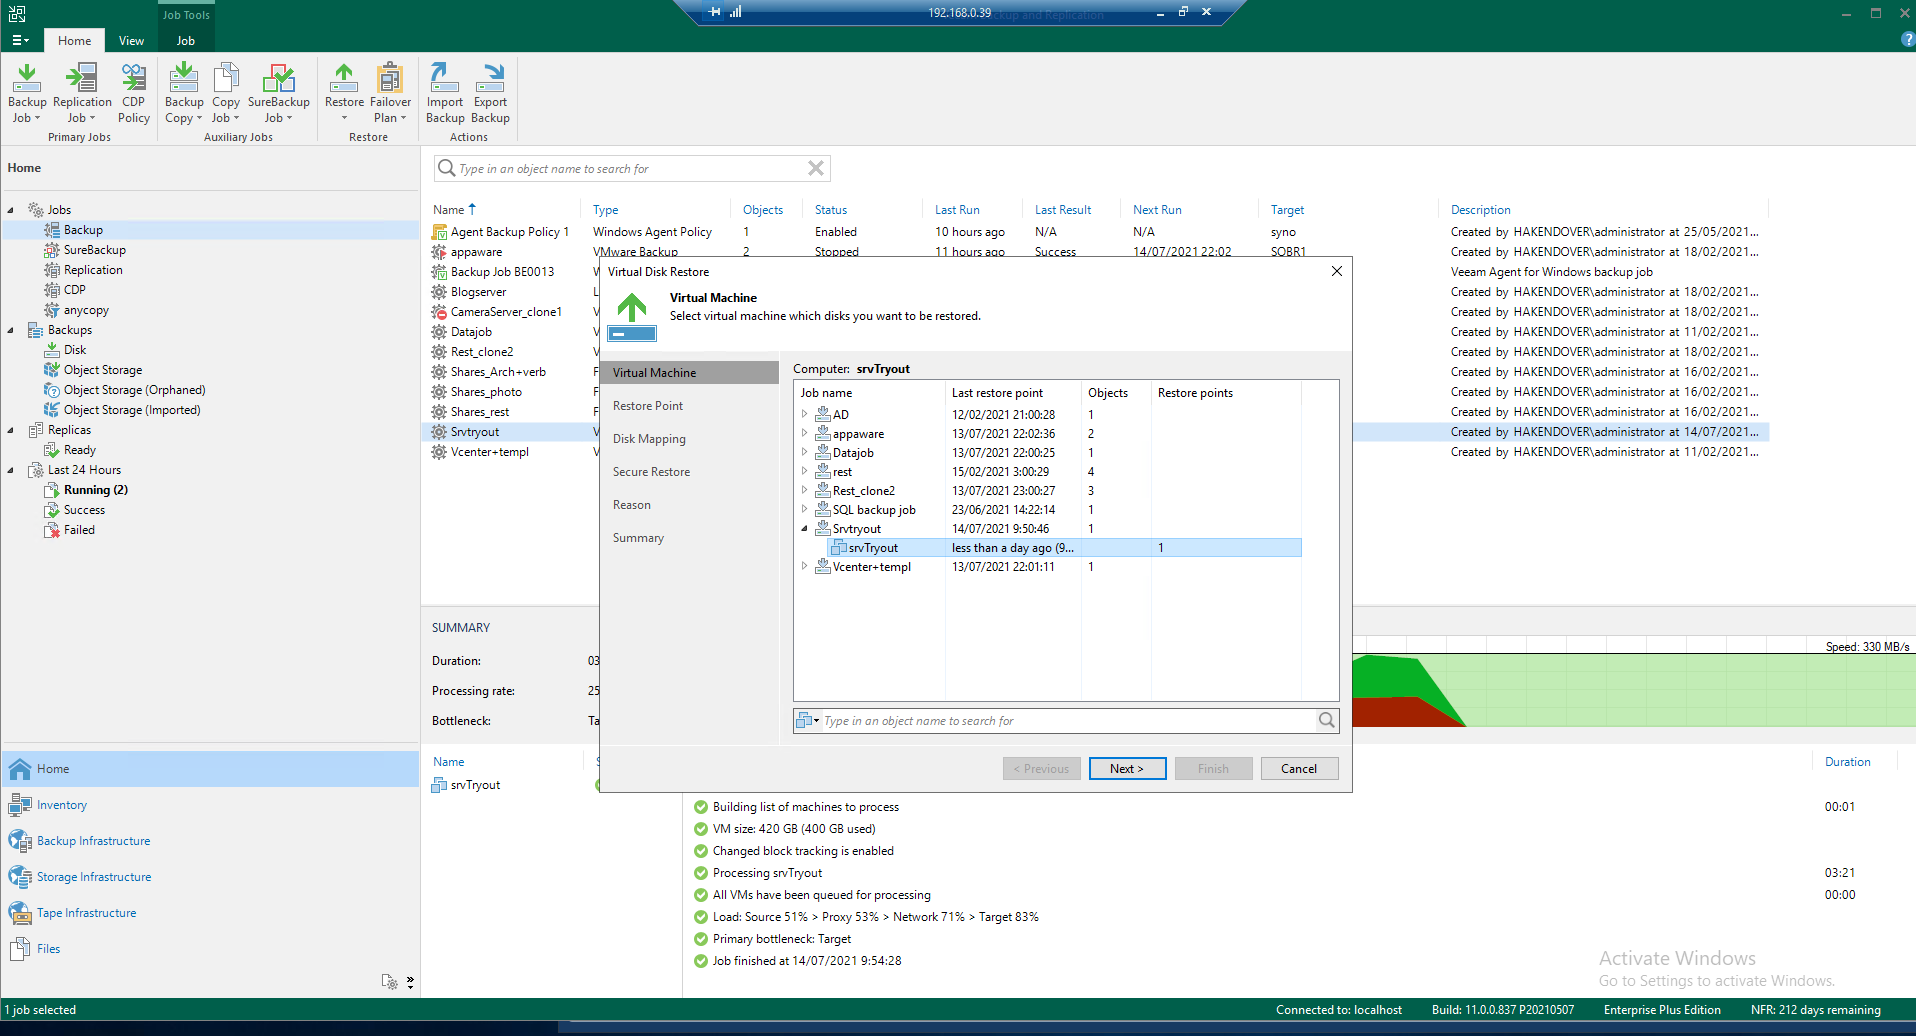 Job Tools
192.168.0.39
Backup and Replication
Home
View
Job
Backup Job
Replication Job
CDP Policy
Backup Copy
Copy Job
SureBackup Job
Restore
Failover Plan
Import Backup
Export Backup
Primary Jobs
Auxiliary Jobs
Restore
Actions
Home
Type in an object name to search for
Jobs
Backup
SureBackup
Replication
CDP
anycopy
Backups
Disk
Object Storage
Object Storage (Orphaned)
Object Storage (Imported)
Replicas
Ready
Last 24 Hours
Running (2)
Success
Failed
Name Type Objects Status Last Run Last Result Next Run Target Description
Agent Backup Policy 1 Windows Agent Policy 1 Enabled 10 hours ago N/A N/A syno Created by HAKENDOVER\administrator at 25/05/2021...
appaware VMware Backup 2 Stopped 11 hours ago Success 14/07/2021 22:02 SOBR1 Created by HAKENDOVER\administrator at 18/02/2021...
Backup Job BE0013 Veeam Agent for Windows backup job
Blogserver Created by HAKENDOVER\administrator at 18/02/2021...
CameraServer_clone1 Created by HAKENDOVER\administrator at 18/02/2021...
Datajob Created by HAKENDOVER\administrator at 11/02/2021...
Rest_clone2 Created by HAKENDOVER\administrator at 18/02/2021...
Shares_Arch+verb Created by HAKENDOVER\administrator at 16/02/2021...
Shares_photo Created by HAKENDOVER\administrator at 16/02/2021...
Shares_rest Created by HAKENDOVER\administrator at 16/02/2021...
Srvtryout Created by HAKENDOVER\administrator at 14/07/2021...
Vcenter+templ Created by HAKENDOVER\administrator at 11/02/2021...
Virtual Disk Restore
Virtual Machine
Select virtual machine which disks you want to be restored.
Virtual Machine
Restore Point
Disk Mapping
Secure Restore
Reason
Summary
Computer: srvTryout
Job name Last restore point Objects Restore points
AD 12/02/2021 21:00:28 1
appaware 13/07/2021 22:02:36 2
Datajob 13/07/2021 22:00:25 1
rest 15/02/2021 3:00:29 4
Rest_clone2 13/07/2021 23:00:27 3
SQL backup job 23/06/2021 14:22:14 1
Srvtryout 14/07/2021 9:50:46 1
srvTryout less than a day ago (9... 1
Vcenter+templ 13/07/2021 22:01:11 1
Type in an object name to search for
< Previous
Next >
Finish
Cancel
SUMMARY
Duration: 03
Processing rate: 25
Bottleneck: Ta
Speed: 330 MB/s
Name
srvTryout
Duration
Building list of machines to process 00:01
VM size: 420 GB (400 GB used)
Changed block tracking is enabled
Processing srvTryout 03:21
All VMs have been queued for processing 00:00
Load: Source 51% > Proxy 53% > Network 71% > Target 83%
Primary bottleneck: Target
Job finished at 14/07/2021 9:54:28
Home
Inventory
Backup Infrastructure
Storage Infrastructure
Tape Infrastructure
Files
Activate Windows
Go to Settings to activate Windows.
1 job selected
Connected to: localhost
Build: 11.0.0.837 P20210507
Enterprise Plus Edition
NFR: 212 days remaining